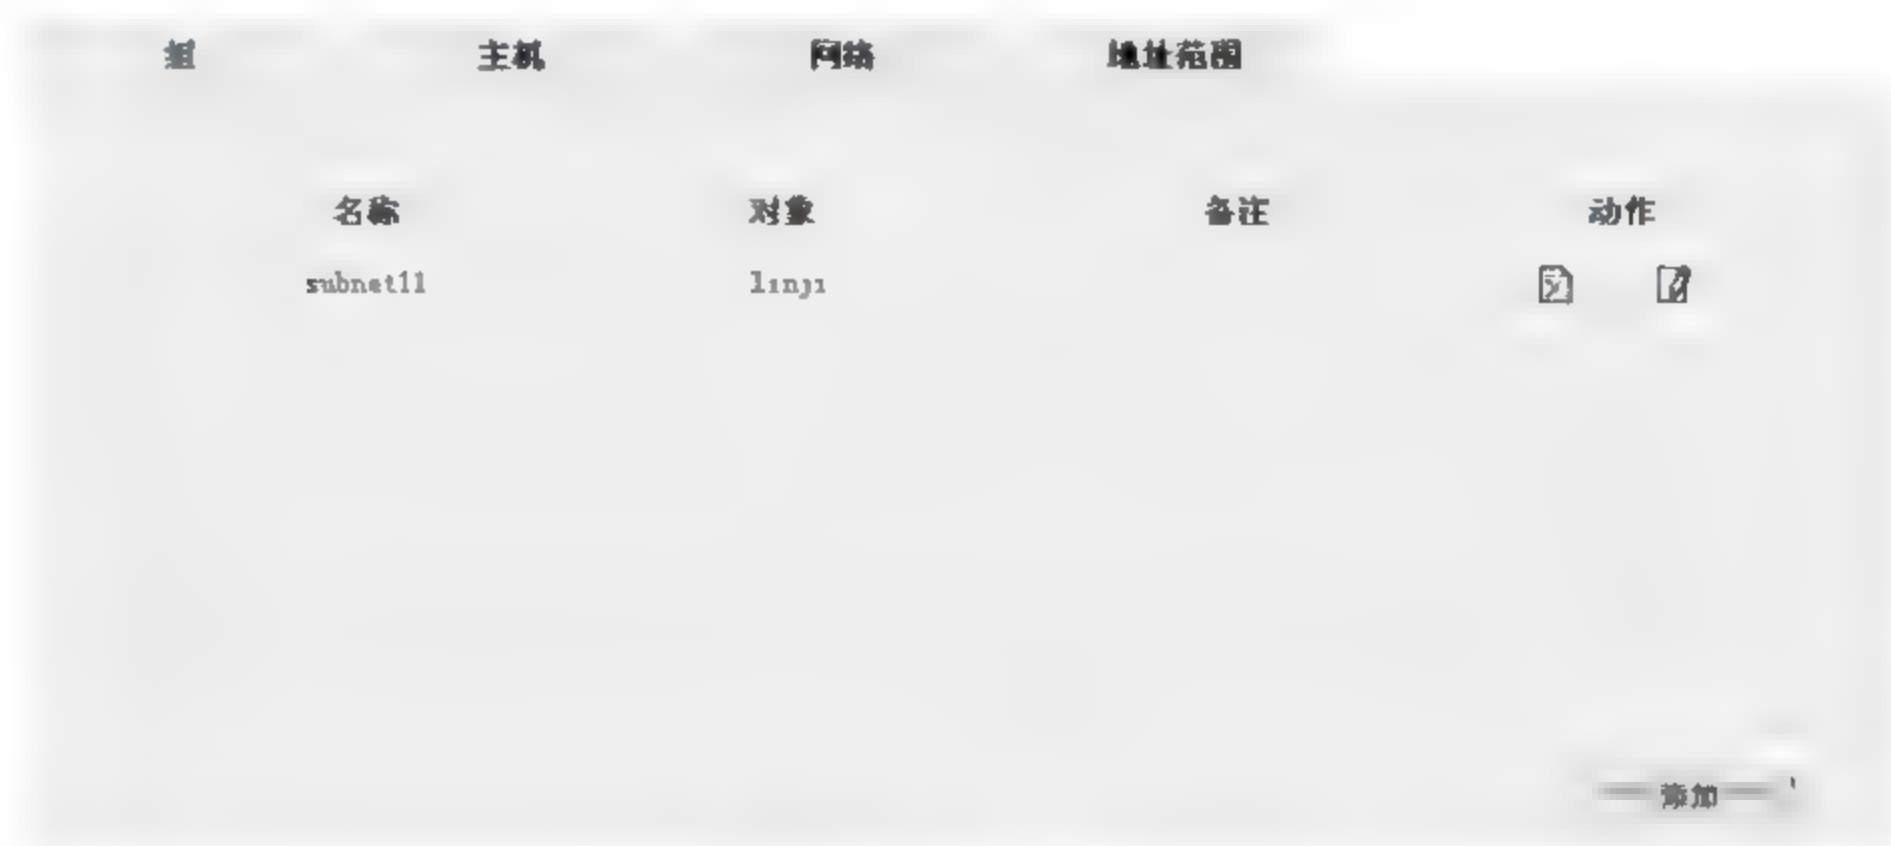 组 主机 网络 地址范围
名称 对象 备注 动作
subnet11 linji
添加